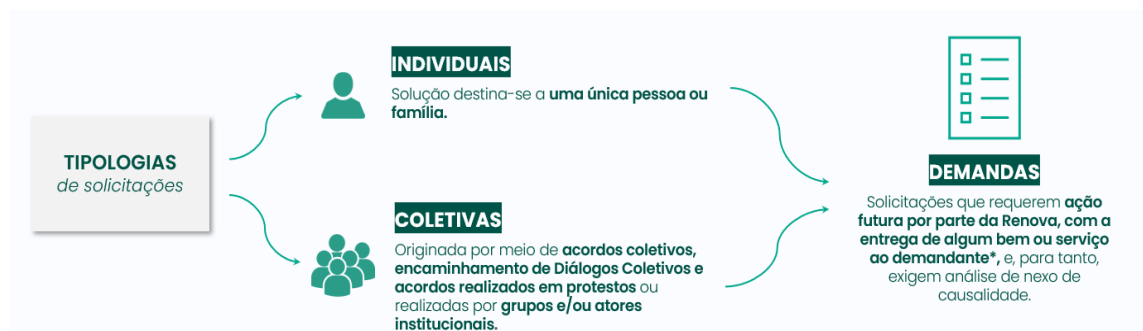 TIPOLOGIAS
de solicitações
INDIVIDUAIS
Solução destina-se a uma única pessoa ou
família.
COLETIVAS
Originada por meio de acordos coletivos,
encaminhamento de Diálogos Coletivos e
acordos realizados em protestos ou
realizadas por grupos e/ou atores
institucionais.
DEMANDAS
Solicitações que requerem ação
futura por parte da Renova, com a
entrega de algum bem ou serviço
ao demandante*, e, para tanto,
exigem análise de nexo de
causalidade.